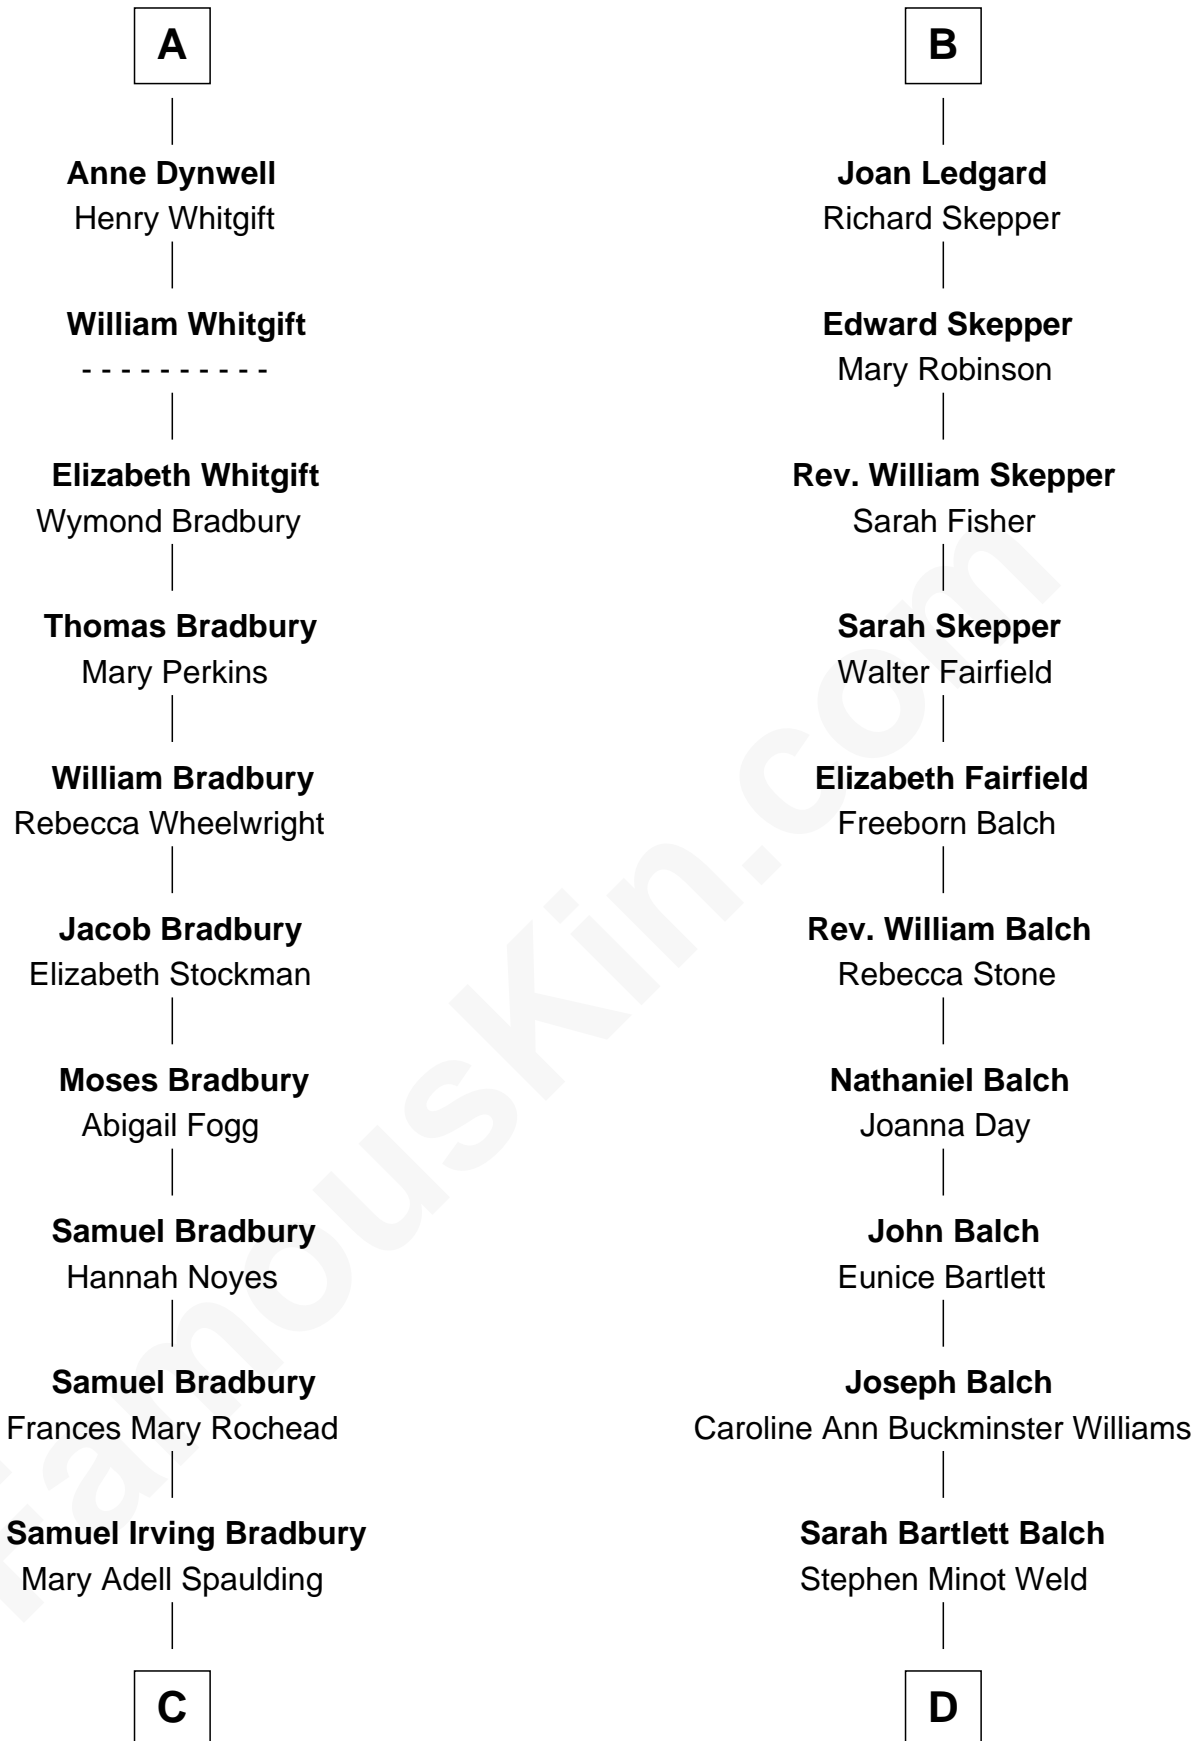 A
Anne Dynwell
Henry Whitgift
William Whitgift
- - - - - - - - - -
Elizabeth Whitgift
Wymond Bradbury
Thomas Bradbury
Mary Perkins
William Bradbury
Rebecca Wheelwright
Jacob Bradbury
Elizabeth Stockman
Moses Bradbury
Abigail Fogg
Samuel Bradbury
Hannah Noyes
Samuel Bradbury
Frances Mary Rochead
Samuel Irving Bradbury
Mary Adell Spaulding
C
B
Joan Ledgard
Richard Skepper
Edward Skepper
Mary Robinson
Rev. William Skepper
Sarah Fisher
Sarah Skepper
Walter Fairfield
Elizabeth Fairfield
Freeborn Balch
Rev. William Balch
Rebecca Stone
Nathaniel Balch
Joanna Day
John Balch
Eunice Bartlett
Joseph Balch
Caroline Ann Buckminster Williams
Sarah Bartlett Balch
Stephen Minot Weld
D
FamousKin.com